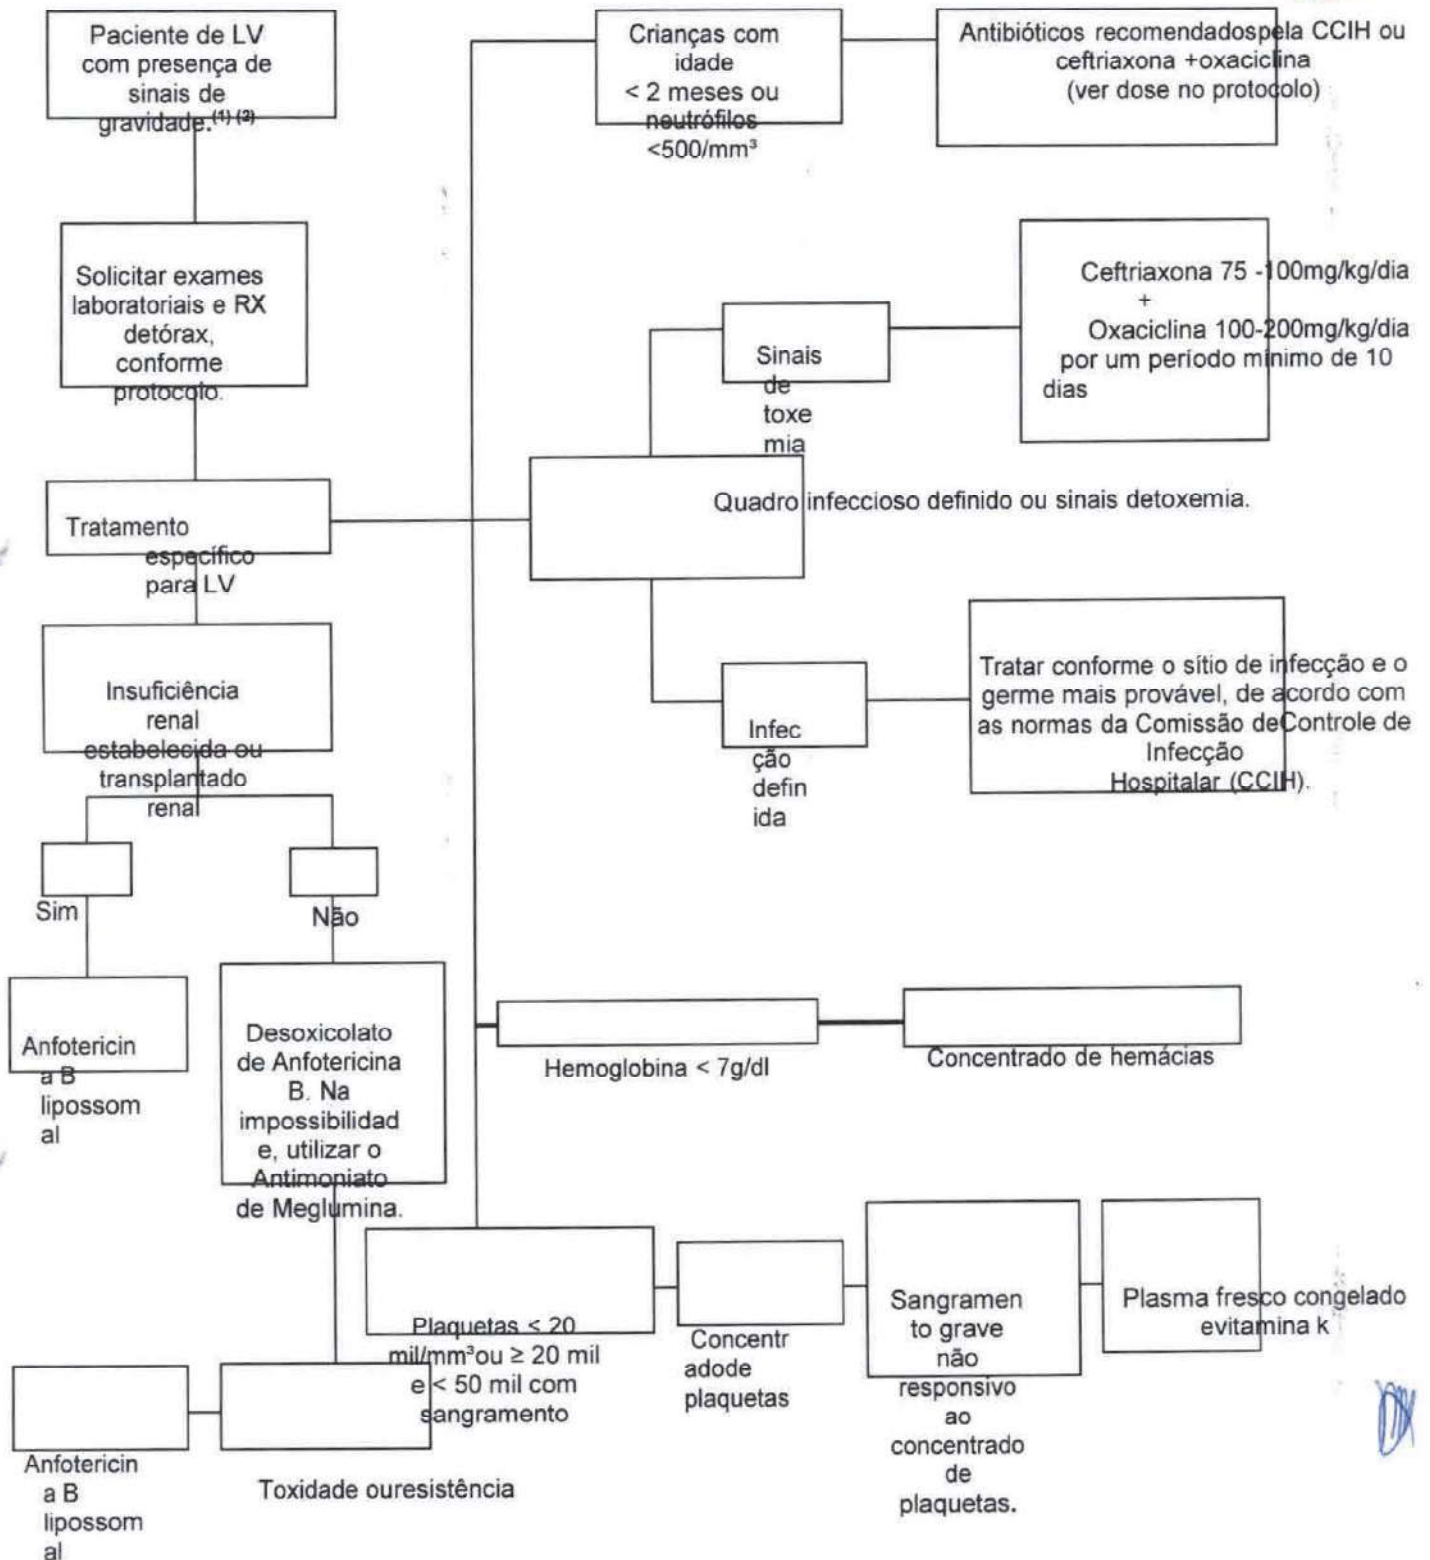 Paciente de LV
com presença de
sinais de
gravidade.(1) (2)
Solicitar exames
laboratoriais e RX
detórax,
conforme
protocolo.
Tratamento
específico
para LV
Insuficiência
renal
estabelecida ou
transplantado
renal
Sim
Não
Anfotericin
a B
lipossom
al
Desoxicolato
de Anfotericina
B. Na
impossibilidad
e, utilizar o
Antimoniato
de Meglumina.
Toxidade ouresistência
Anfotericin
a B
lipossom
al
Crianças com
idade
< 2 meses ou
neutrófilos
<500/mm³
Antibióticos recomendadospela CCIH ou
ceftriaxona +oxaciclina
(ver dose no protocolo)
Quadro infeccioso definido ou sinais detoxemia.
Sinais
de
toxe
mia
Ceftriaxona 75 -100mg/kg/dia
+
Oxaciclina 100-200mg/kg/dia
por um período mínimo de 10
dias
Infec
ção
defin
ida
Tratar conforme o sítio de infecção e o
germe mais provável, de acordo com
as normas da Comissão deControle de
Infecção
Hospitalar (CCIH).
Hemoglobina < 7g/dl
Concentrado de hemácias
Plaquetas < 20
mil/mm³ou ≥ 20 mil
e < 50 mil com
sangramento
Concentr
adode
plaquetas
Sangramen
to grave
não
responsivo
ao
concentrado
de
plaquetas.
Plasma fresco congelado
evitamina k